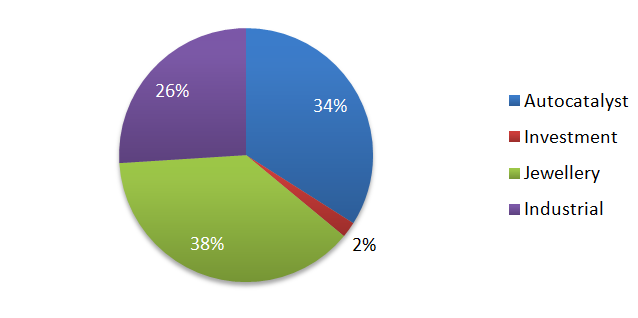 26%
34%
38%
2%
Autocatalyst
Investment
Jewellery
Industrial